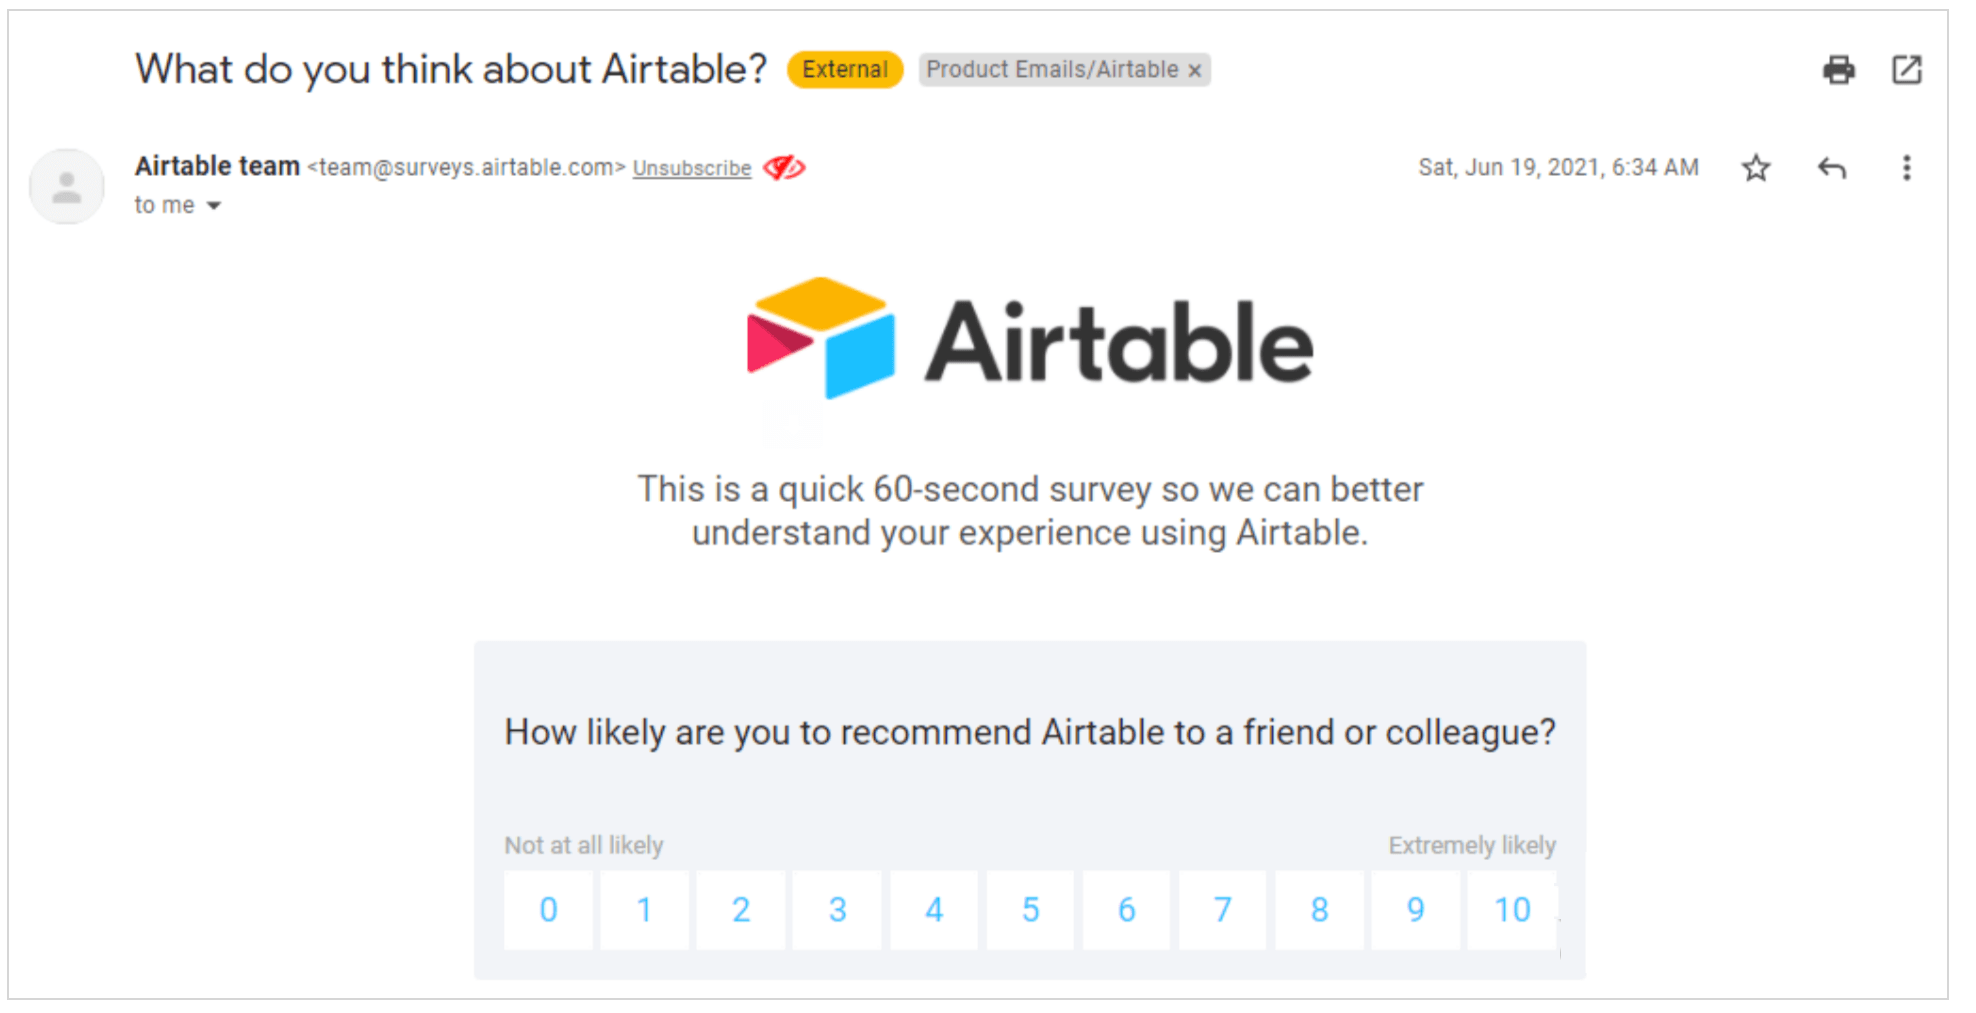 What do you think about Airtable? External Product Emails/Airtable ×
Airtable team <team@surveys.airtable.com> Unsubscribe Sat, Jun 19, 2021, 6:34 AM
to me
Airtable
This is a quick 60-second survey so we can better
understand your experience using Airtable.
How likely are you to recommend Airtable to a friend or colleague?
Not at all likely Extremely likely
0 1 2 3 4 5 6 7 8 9 10